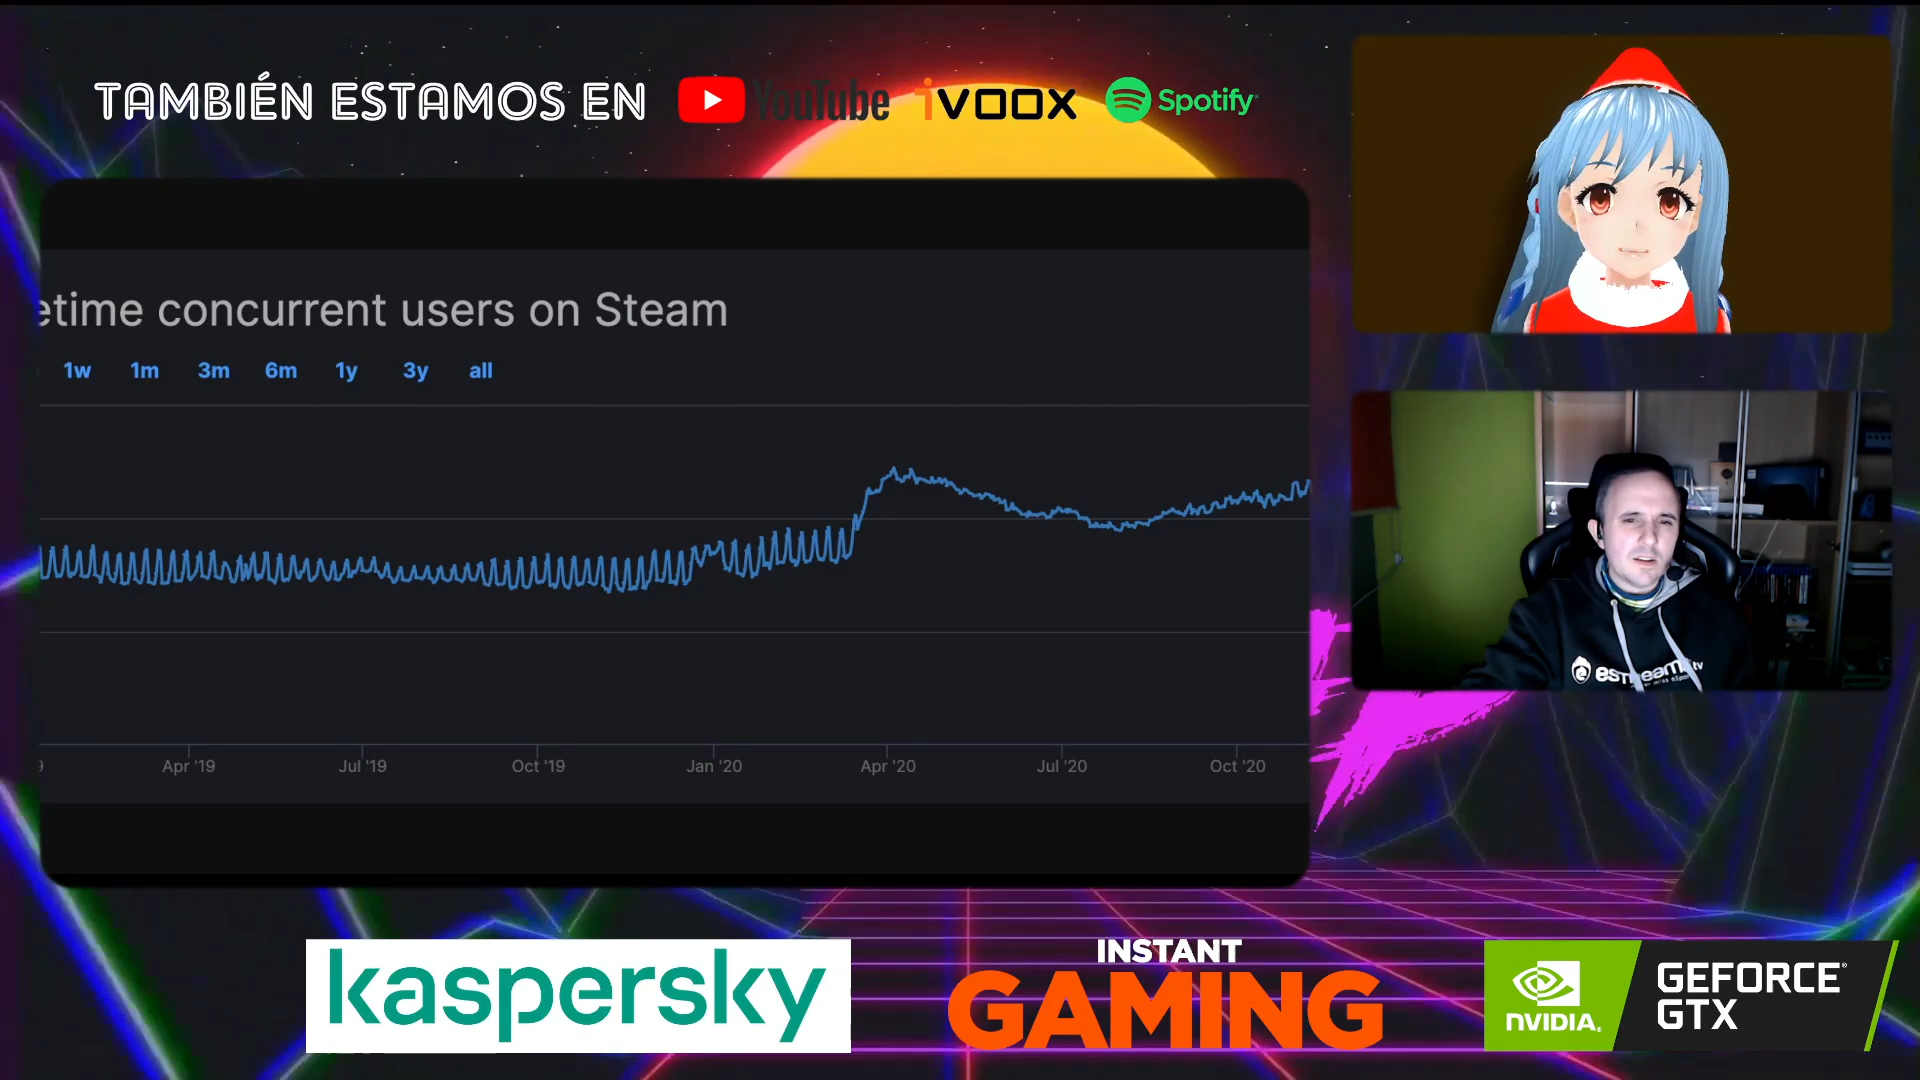 TAMBIÉN ESTAMOS EN YouTube iVOOX Spotify
etime concurrent users on Steam
1w 1m 3m 6m 1y 3y all
Apr '19 Jul '19 Oct '19 Jan '20 Apr '20 Jul '20 Oct '20
estreams tv
kaspersky
INSTANT
GAMING
NVIDIA.
GEFORCE
GTX